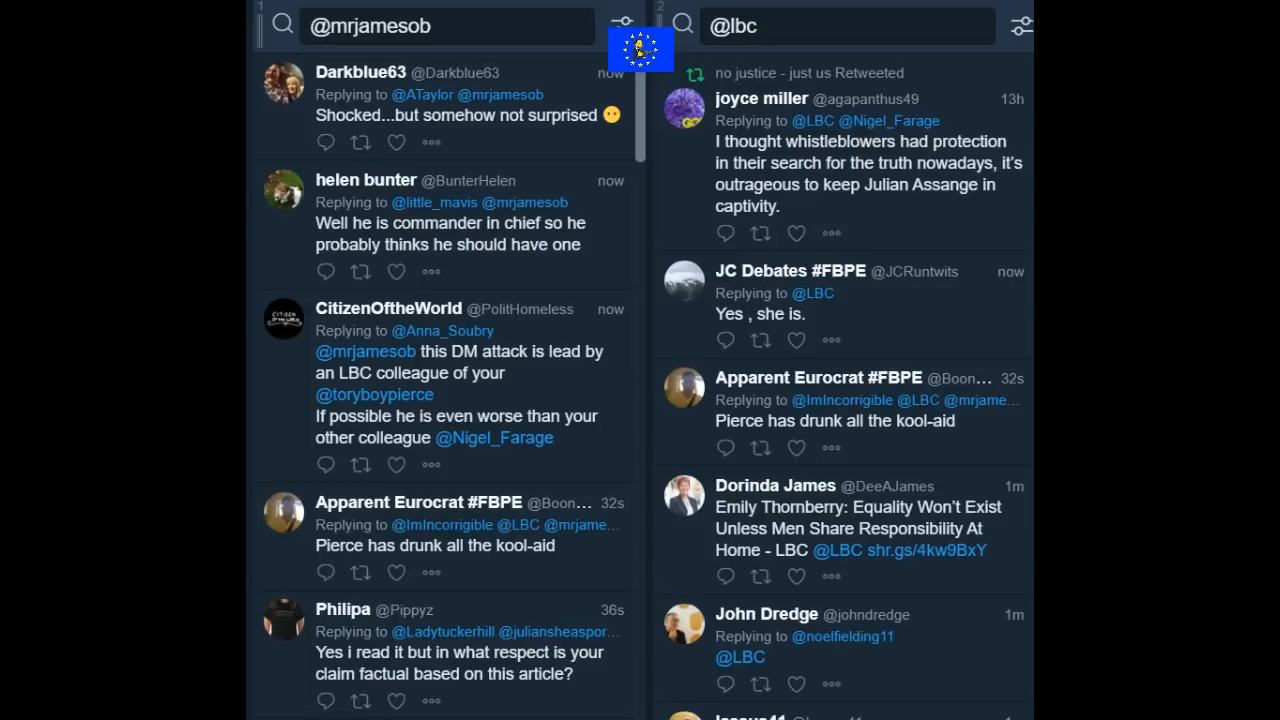 1
@mrjamesob
Darkblue63 @Darkblue63 now
Replying to @ATaylor @mrjamesob
Shocked...but somehow not surprised 😶
helen bunter @BunterHelen now
Replying to @little_mavis @mrjamesob
Well he is commander in chief so he
probably thinks he should have one
CitizenOftheWorld @PolitHomeless now
Replying to @Anna_Soubry
@mrjamesob this DM attack is lead by
an LBC colleague of your
@toryboypierce
If possible he is even worse than your
other colleague @Nigel_Farage
Apparent Eurocrat #FBPE @Boon... 32s
Replying to @ImIncorrigible @LBC @mrjame...
Pierce has drunk all the kool-aid
Philipa @Pippyz 36s
Replying to @Ladytuckerhill @juliansheaspor...
Yes i read it but in what respect is your
claim factual based on this article?
2
@lbc
no justice - just us Retweeted
joyce miller @agapanthus49 13h
Replying to @LBC @Nigel_Farage
I thought whistleblowers had protection
in their search for the truth nowadays, it's
outrageous to keep Julian Assange in
captivity.
JC Debates #FBPE @JCRuntwits now
Replying to @LBC
Yes , she is.
Apparent Eurocrat #FBPE @Boon... 32s
Replying to @ImIncorrigible @LBC @mrjame...
Pierce has drunk all the kool-aid
Dorinda James @DeeAJames 1m
Emily Thornberry: Equality Won't Exist
Unless Men Share Responsibility At
Home - LBC @LBC shr.gs/4kw9BxY
John Dredge @johndredge 1m
Replying to @noelfielding11
@LBC